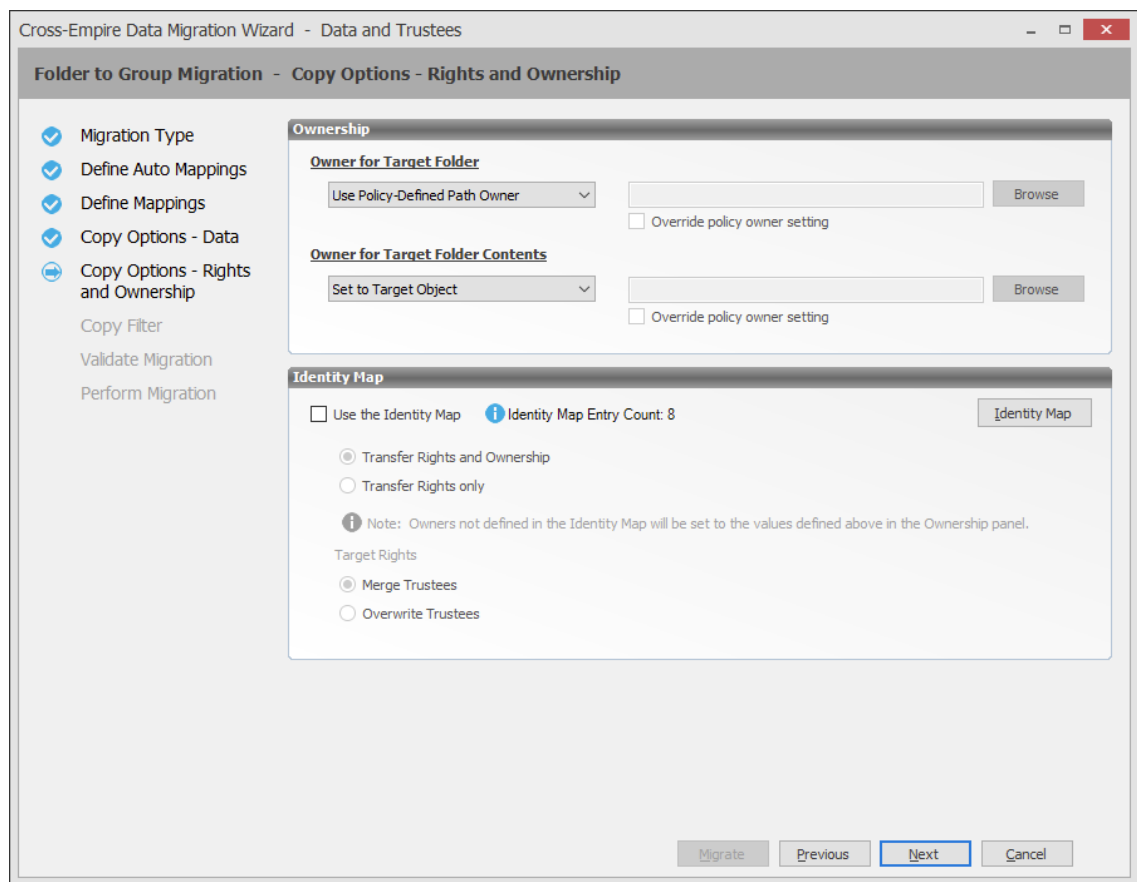 Cross-Empire Data Migration Wizard - Data and Trustees
Folder to Group Migration - Copy Options - Rights and Ownership
Migration Type
Define Auto Mappings
Define Mappings
Copy Options - Data
Copy Options - Rights
and Ownership
Copy Filter
Validate Migration
Perform Migration
Ownership
Owner for Target Folder
Use Policy-Defined Path Owner
Browse
Override policy owner setting
Owner for Target Folder Contents
Set to Target Object
Browse
Override policy owner setting
Identity Map
Use the Identity Map
Identity Map Entry Count: 8
Identity Map
Transfer Rights and Ownership
Transfer Rights only
Note: Owners not defined in the Identity Map will be set to the values defined above in the Ownership panel.
Target Rights
Merge Trustees
Overwrite Trustees
Migrate
Previous
Next
Cancel